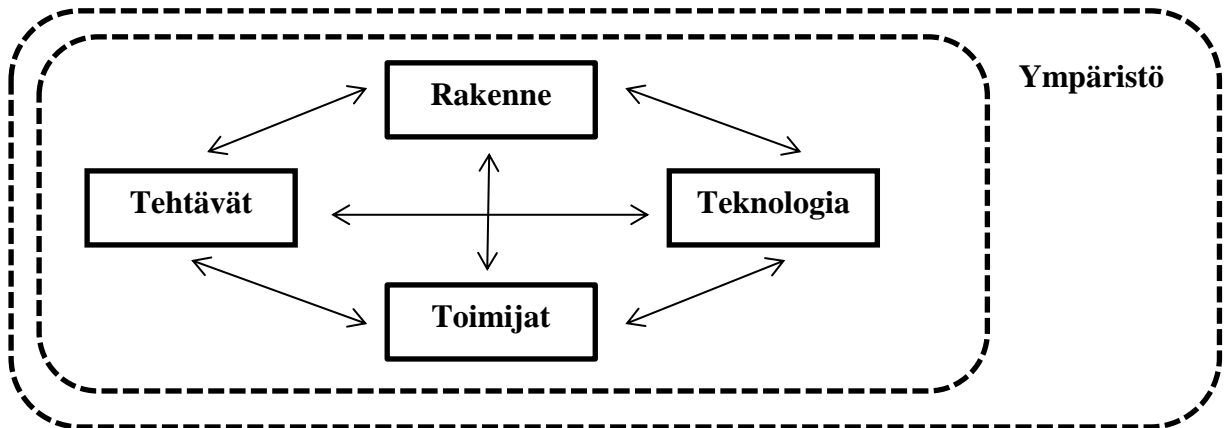 Rakenne
Ympäristö
Tehtävät
Teknologia
Toimijat